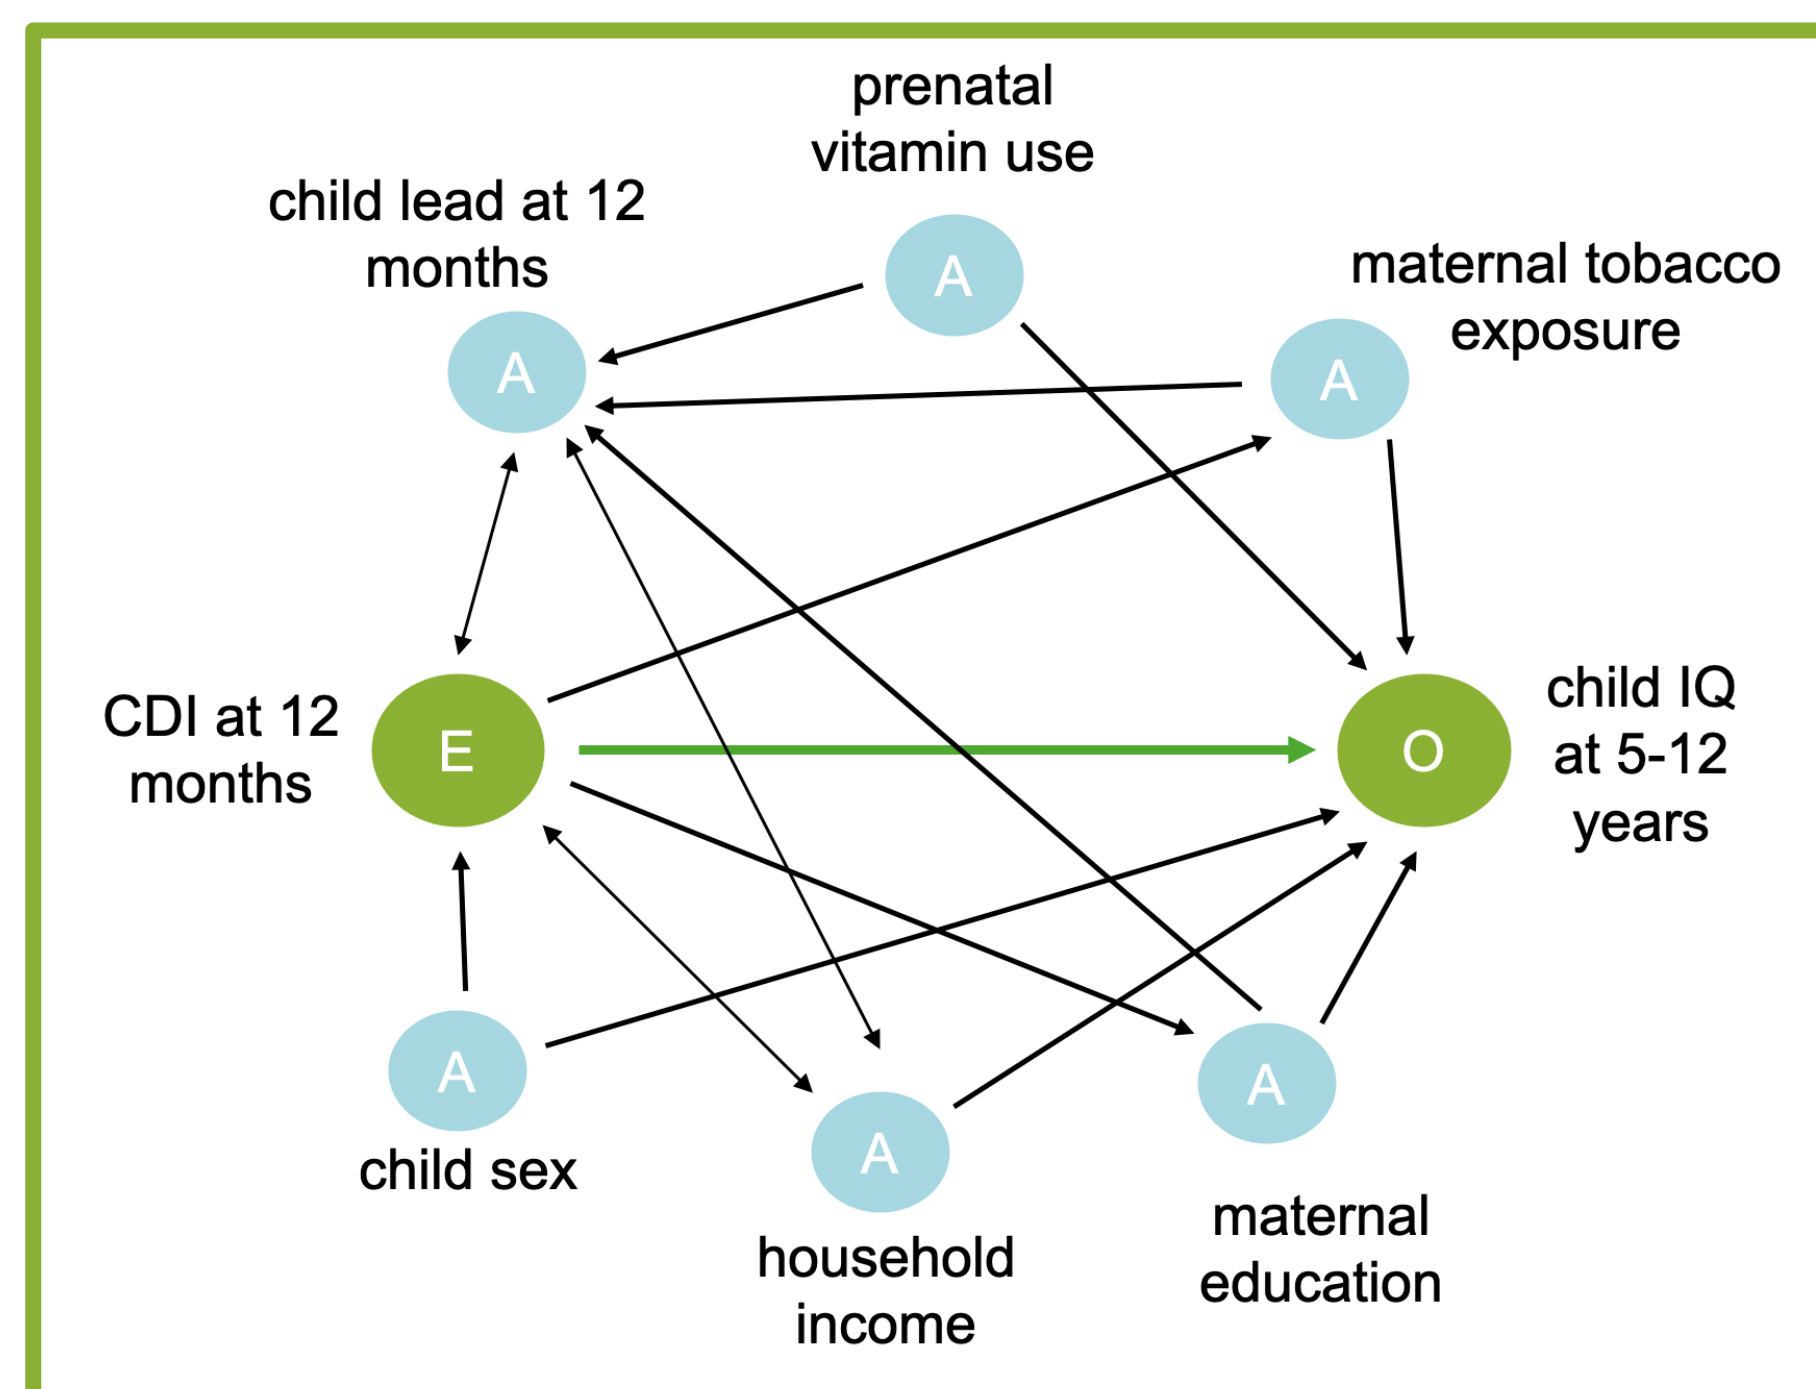 prenatal
vitamin use
child lead at 12
months
A
maternal tobacco
exposure
A
A
CDI at 12
months
E
O
child IQ
at 5-12
years
A
child sex
A
household
income
A
maternal
education